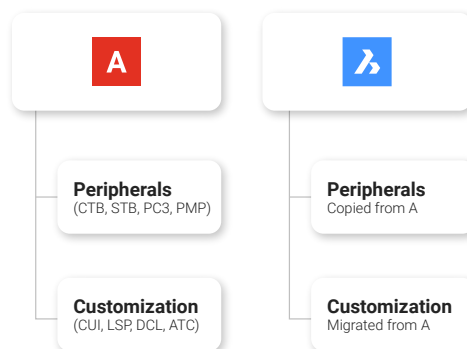 A
Peripherals
(CTB, STB, PC3, PMP)
Customization
(CUI, LSP, DCL, ATC)
Peripherals
Copied from A
Customization
Migrated from A